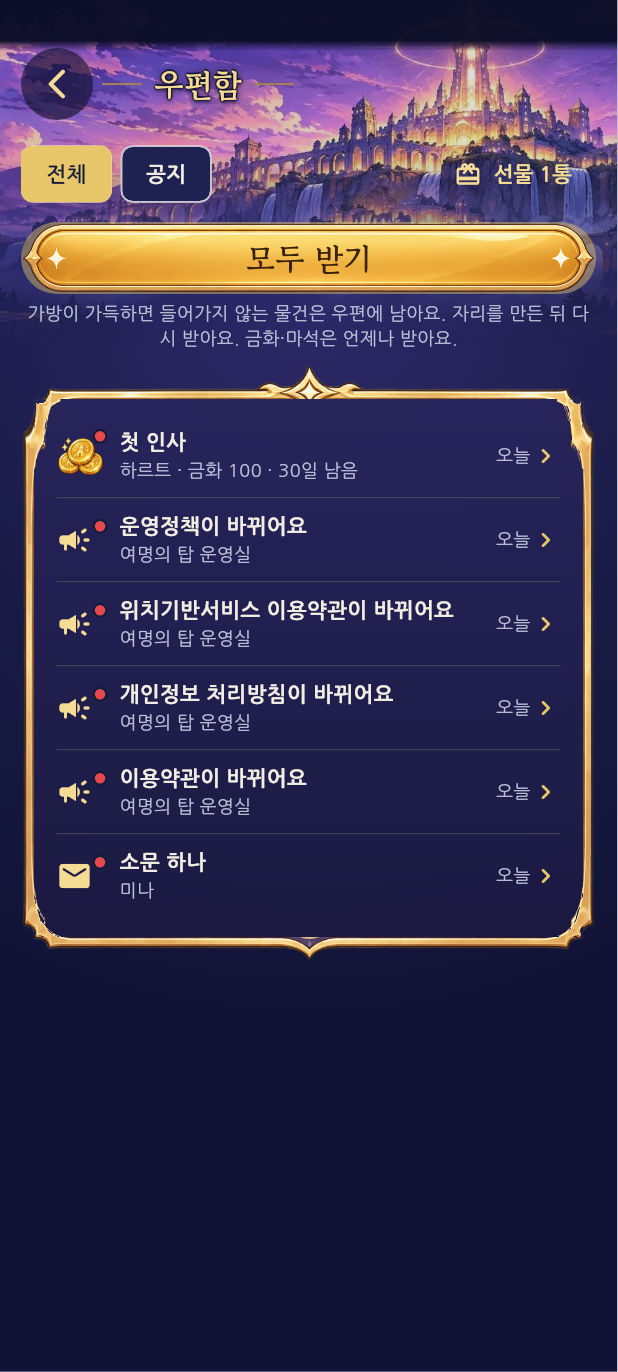 우편함
전체
공지
선물 1통
모두 받기
가방이 가득하면 들어가지 않는 물건은 우편에 남아요. 자리를 만든 뒤 다
시 받아요. 금화·마석은 언제나 받아요.
첫 인사
하르트 · 금화 100 · 30일 남음
오늘
운영정책이 바뀌어요
여명의 탑 운영실
오늘
위치기반서비스 이용약관이 바뀌어요
여명의 탑 운영실
오늘
개인정보 처리방침이 바뀌어요
여명의 탑 운영실
오늘
이용약관이 바뀌어요
여명의 탑 운영실
오늘
소문 하나
미나
오늘